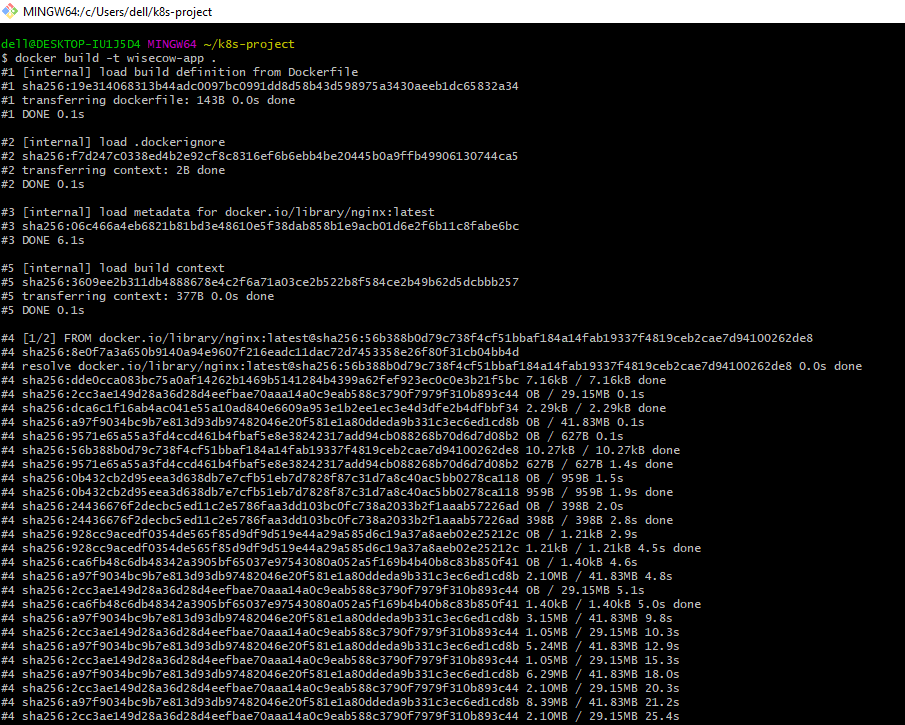 MINGW64:/c/Users/dell/k8s-project
dell@DESKTOP-IU1J5D4 MINGW64 ~/k8s-project
$ docker build -t wisecow-app .
#1 [internal] load build definition from Dockerfile
#1 sha256:19e314068313b44adc0097bc0991dd8d58b43d598975a3430aeeb1dc65832a34
#1 transferring dockerfile: 143B 0.0s done
#1 DONE 0.1s
#2 [internal] load .dockerignore
#2 sha256:f7d247c0338ed4b2e92cf8c8316ef6b6ebb4be20445b0a9ffb49906130744ca5
#2 transferring context: 2B done
#2 DONE 0.1s
#3 [internal] load metadata for docker.io/library/nginx:latest
#3 sha256:06c466a4eb6821b81bd3e48610e5f38dab858b1e9acb01d6e2f6b11c8fabe6bc
#3 DONE 6.1s
#5 [internal] load build context
#5 sha256:3609ee2b311db4888678e4c2f6a71a03ce2b522b8f584ce2b49b62d5dcbbb257
#5 transferring context: 377B 0.0s done
#5 DONE 0.1s
#4 [1/2] FROM docker.io/library/nginx:latest@sha256:56b388b0d79c738f4cf51bbaf184a14fab19337f4819ceb2cae7d94100262de8
#4 sha256:8e0f7a3a650b9140a94e9607f216eadc11dac72d7453358e26f80f31cb04bb4d
#4 resolve docker.io/library/nginx:latest@sha256:56b388b0d79c738f4cf51bbaf184a14fab19337f4819ceb2cae7d94100262de8 0.0s done
#4 sha256:dde0cca083bc75a0af14262b1469b5141284b4399a62fef923ec0c0e3b21f5bc 7.16kB / 7.16kB done
#4 sha256:2cc3ae149d28a36d28d4eefbae70aaa14a0c9eab588c3790f7979f310b893c44 0B / 29.15MB 0.1s
#4 sha256:dca6c1f16ab4ac041e55a10ad840e6609a953e1b2ee1ec3e4d3dfe2b4dfbbf34 2.29kB / 2.29kB done
#4 sha256:a97f9034bc9b7e813d93db97482046e20f581e1a80ddeda9b331c3ec6ed1cd8b 0B / 41.83MB 0.1s
#4 sha256:9571e65a55a3fd4ccd461b4fbaf5e8e38242317add94cb088268b70d6d7d08b2 0B / 627B 0.1s
#4 sha256:56b388b0d79c738f4cf51bbaf184a14fab19337f4819ceb2cae7d94100262de8 10.27kB / 10.27kB done
#4 sha256:9571e65a55a3fd4ccd461b4fbaf5e8e38242317add94cb088268b70d6d7d08b2 627B / 627B 1.4s done
#4 sha256:0b432cb2d95eea3d638db7e7cfb51eb7d7828f87c31d7a8c40ac5bb0278ca118 0B / 959B 1.5s
#4 sha256:0b432cb2d95eea3d638db7e7cfb51eb7d7828f87c31d7a8c40ac5bb0278ca118 959B / 959B 1.9s done
#4 sha256:24436676f2decbc5ed11c2e5786faa3dd103bc0fc738a2033b2f1aaab57226ad 0B / 398B 2.0s
#4 sha256:24436676f2decbc5ed11c2e5786faa3dd103bc0fc738a2033b2f1aaab57226ad 398B / 398B 2.8s done
#4 sha256:928cc9acedf0354de565f85d9df9d519e44a29a585d6c19a37a8aeb02e25212c 0B / 1.21kB 2.9s
#4 sha256:928cc9acedf0354de565f85d9df9d519e44a29a585d6c19a37a8aeb02e25212c 1.21kB / 1.21kB 4.5s done
#4 sha256:ca6fb48c6db48342a3905bf65037e97543080a052a5f169b4b40b8c83b850f41 0B / 1.40kB 4.6s
#4 sha256:a97f9034bc9b7e813d93db97482046e20f581e1a80ddeda9b331c3ec6ed1cd8b 2.10MB / 41.83MB 4.8s
#4 sha256:2cc3ae149d28a36d28d4eefbae70aaa14a0c9eab588c3790f7979f310b893c44 0B / 29.15MB 5.1s
#4 sha256:ca6fb48c6db48342a3905bf65037e97543080a052a5f169b4b40b8c83b850f41 1.40kB / 1.40kB 5.0s done
#4 sha256:a97f9034bc9b7e813d93db97482046e20f581e1a80ddeda9b331c3ec6ed1cd8b 3.15MB / 41.83MB 9.8s
#4 sha256:2cc3ae149d28a36d28d4eefbae70aaa14a0c9eab588c3790f7979f310b893c44 1.05MB / 29.15MB 10.3s
#4 sha256:a97f9034bc9b7e813d93db97482046e20f581e1a80ddeda9b331c3ec6ed1cd8b 5.24MB / 41.83MB 12.9s
#4 sha256:2cc3ae149d28a36d28d4eefbae70aaa14a0c9eab588c3790f7979f310b893c44 1.05MB / 29.15MB 15.3s
#4 sha256:a97f9034bc9b7e813d93db97482046e20f581e1a80ddeda9b331c3ec6ed1cd8b 6.29MB / 41.83MB 18.0s
#4 sha256:2cc3ae149d28a36d28d4eefbae70aaa14a0c9eab588c3790f7979f310b893c44 2.10MB / 29.15MB 20.3s
#4 sha256:a97f9034bc9b7e813d93db97482046e20f581e1a80ddeda9b331c3ec6ed1cd8b 8.39MB / 41.83MB 21.2s
#4 sha256:2cc3ae149d28a36d28d4eefbae70aaa14a0c9eab588c3790f7979f310b893c44 2.10MB / 29.15MB 25.4s